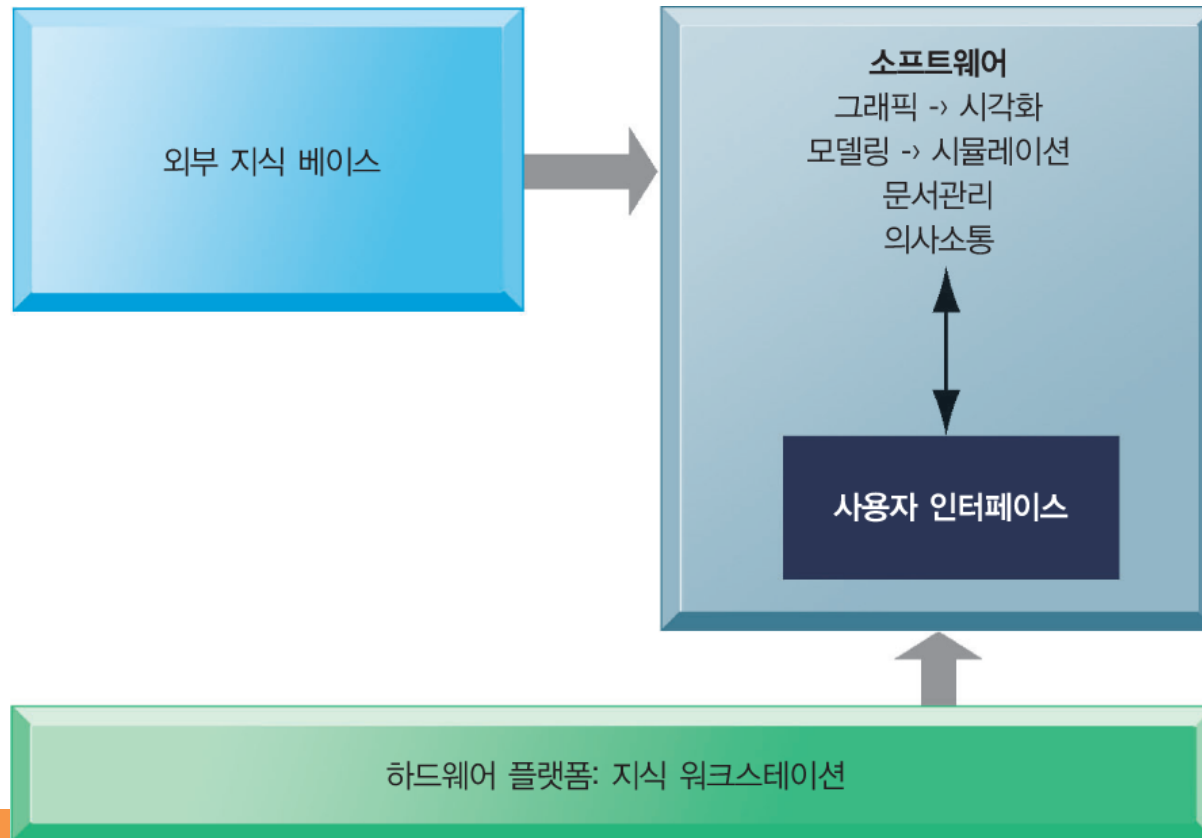 외부 지식 베이스
소프트웨어
그래픽 -> 시각화
모델링 -> 시뮬레이션
문서관리
의사소통
사용자 인터페이스
하드웨어 플랫폼: 지식 워크스테이션